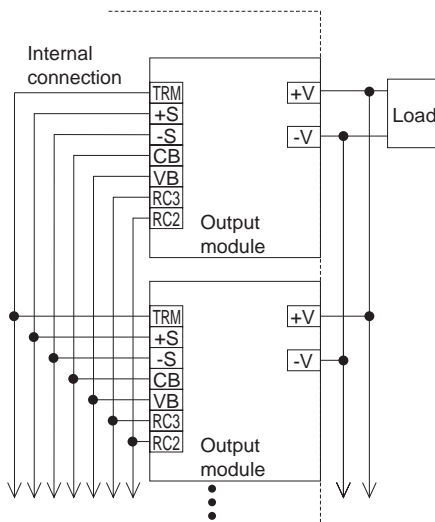 Internal
connection
TRM
+S
-S
CB
VB
RC3
RC2
+V
-V
Load
Output
module
TRM
+S
-S
CB
VB
RC3
RC2
+V
-V
Output
module